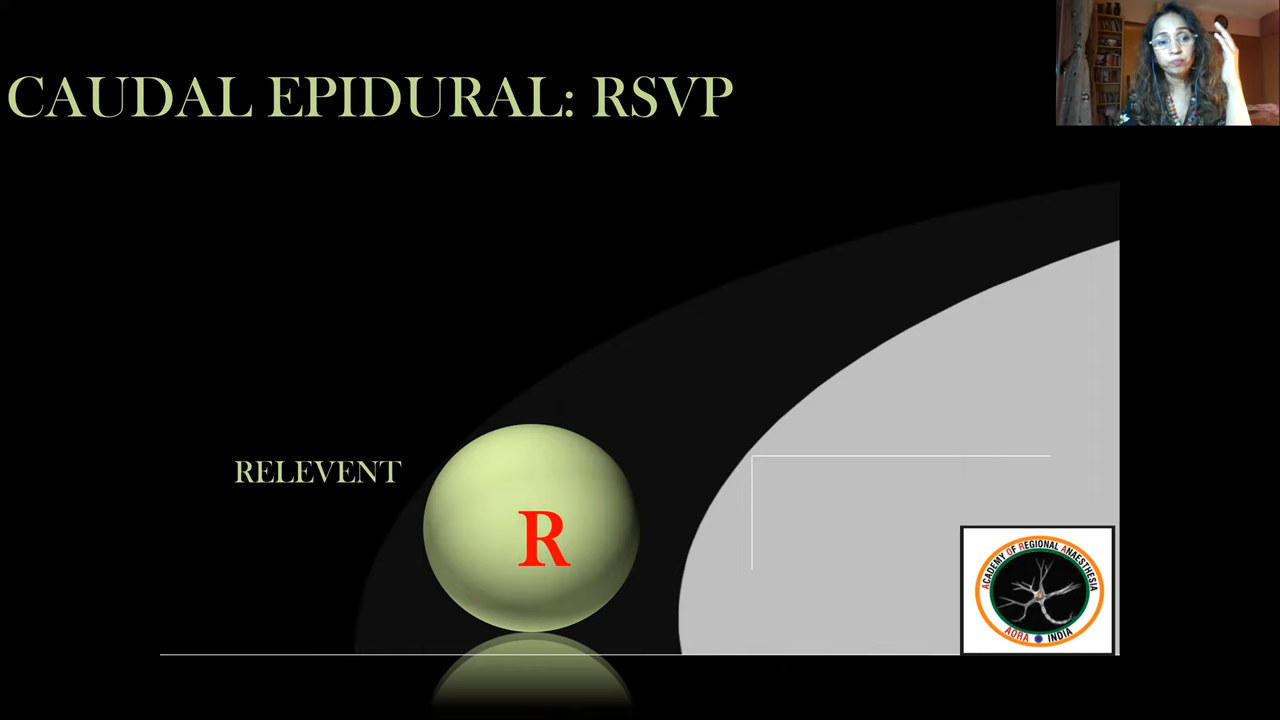 CAUDAL EPIDURAL: RSVP
RELEVENT
R
ACADEMY OF REGIONAL ANAESTHESIA
AORA INDIA